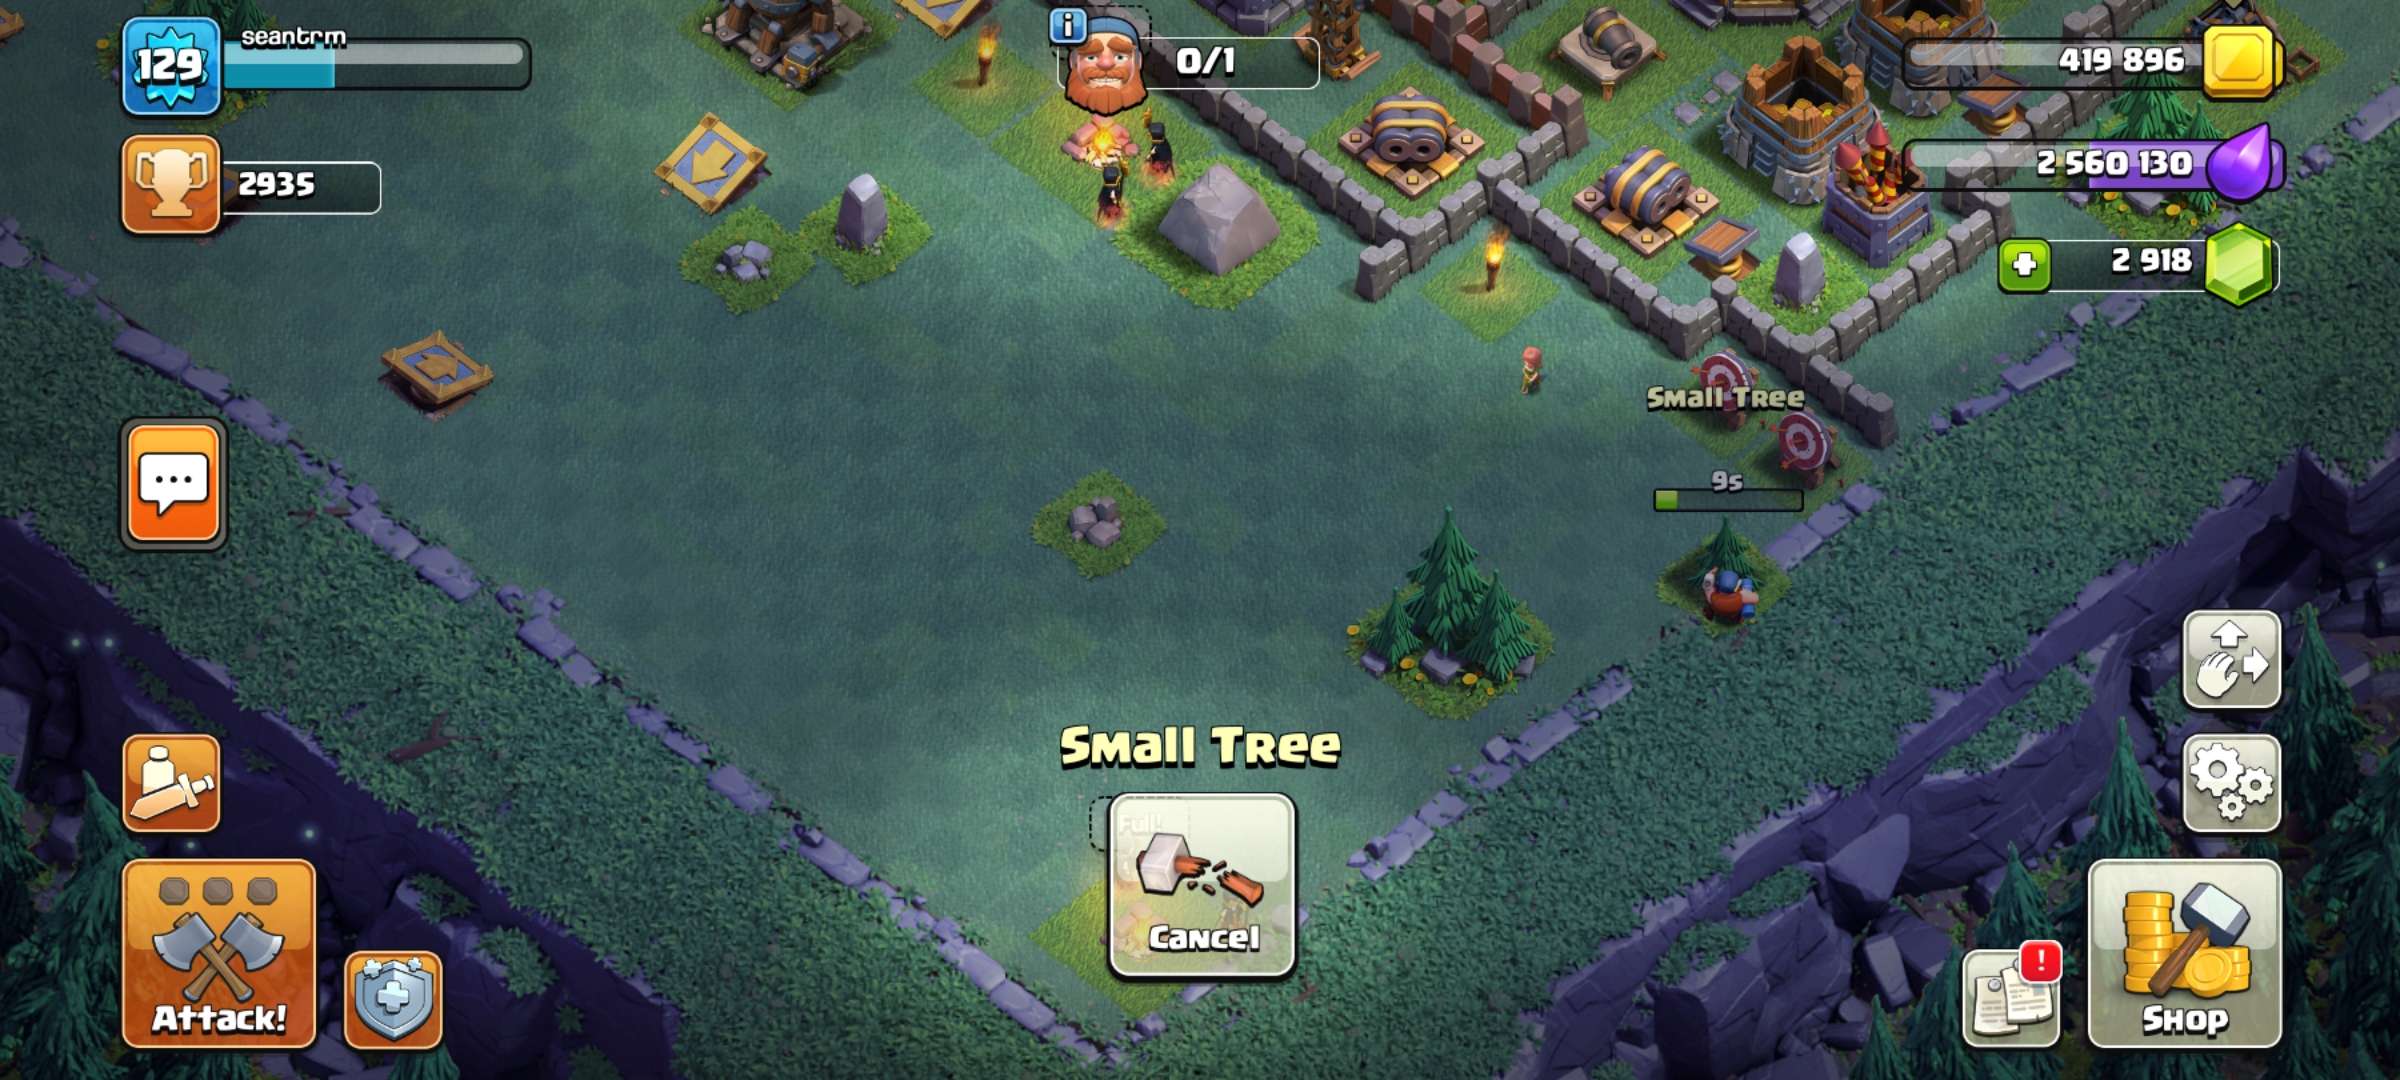 129
seantrm
i
0/1
419 896
2935
2 560 130
2 918
Small Tree
9s
Small Tree
Full!
Cancel
Attack!
!
Shop